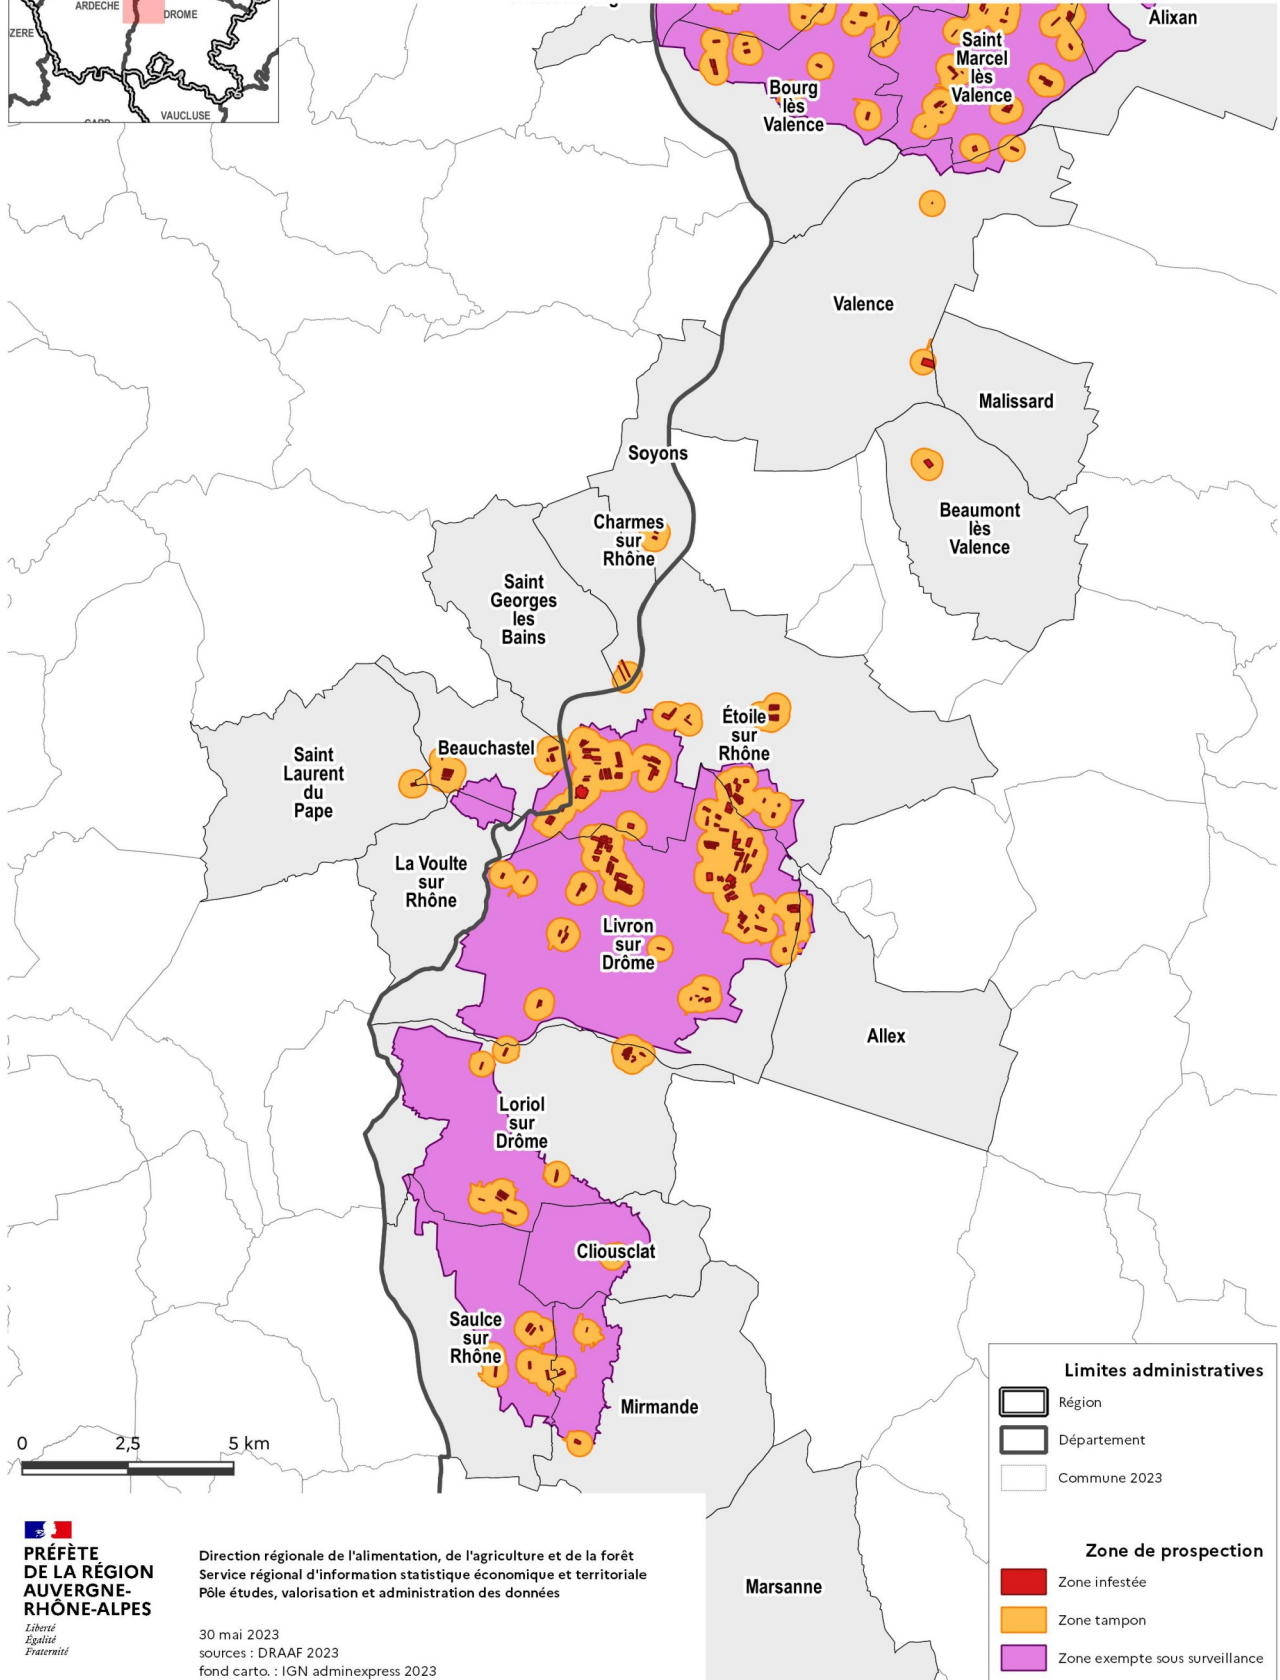 ARDECHE
DROME
ZERE
VAUCLUSE
Alixan
Saint
Marcel
lès
Valence
Bourg
lès
Valence
Valence
Malissard
Soyons
Beaumont
lès
Valence
Charmes
sur
Rhône
Saint
Georges
les
Bains
Étoile
sur
Rhône
Beauchastel
Saint
Laurent
du
Pape
La Voulte
sur
Rhône
Livron
sur
Drôme
Allex
Loriol
sur
Drôme
Cliousclat
Saulce
sur
Rhône
Mirmande
Marsanne
0 2,5 5 km
Limites administratives
Région
Département
Commune 2023
Zone de prospection
Zone infestée
Zone tampon
Zone exempte sous surveillance
PRÉFÈTE
DE LA RÉGION
AUVERGNE-
RHÔNE-ALPES
Liberté
Égalité
Fraternité
Direction régionale de l'alimentation, de l'agriculture et de la forêt
Service régional d'information statistique économique et territoriale
Pôle études, valorisation et administration des données
30 mai 2023
sources : DRAAF 2023
fond carto. : IGN adminexpress 2023